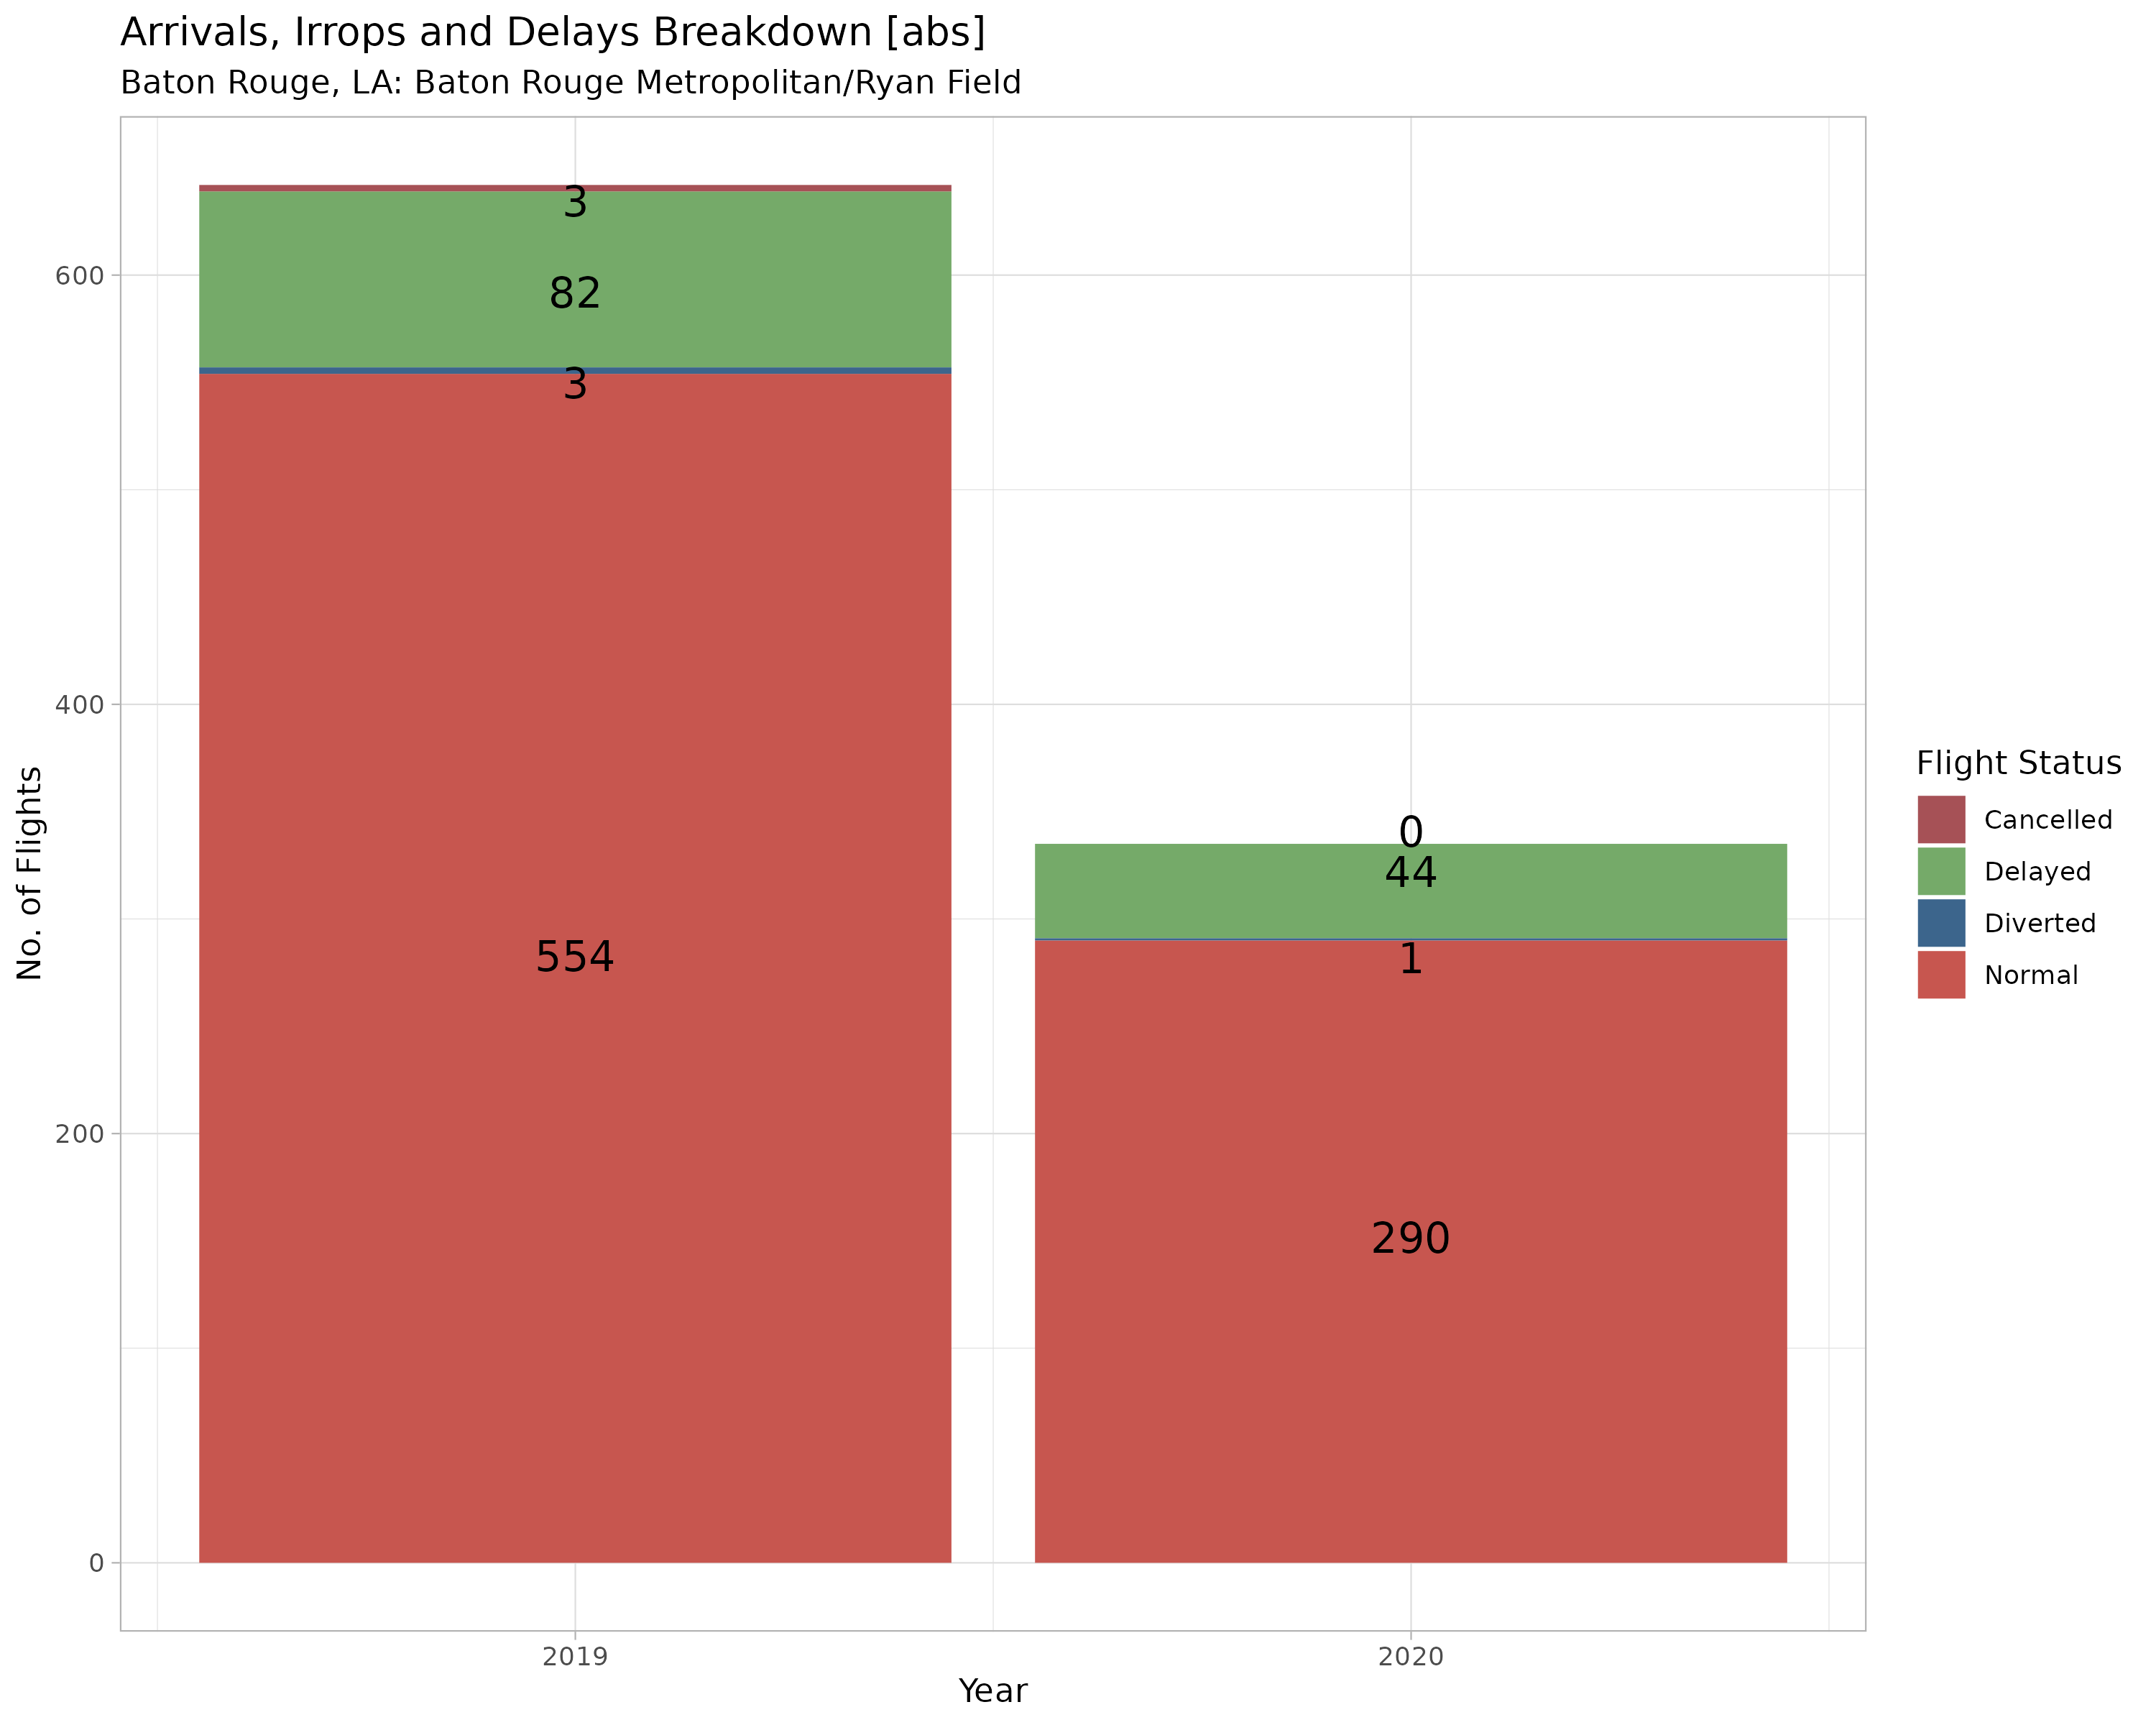 Arrivals, Irrops and Delays Breakdown [abs]
Baton Rouge, LA: Baton Rouge Metropolitan/Ryan Field
No. of Flights
600
400
200
0
3
82
3
554
0
44
1
290
2019
2020
Year
Flight Status
Cancelled
Delayed
Diverted
Normal